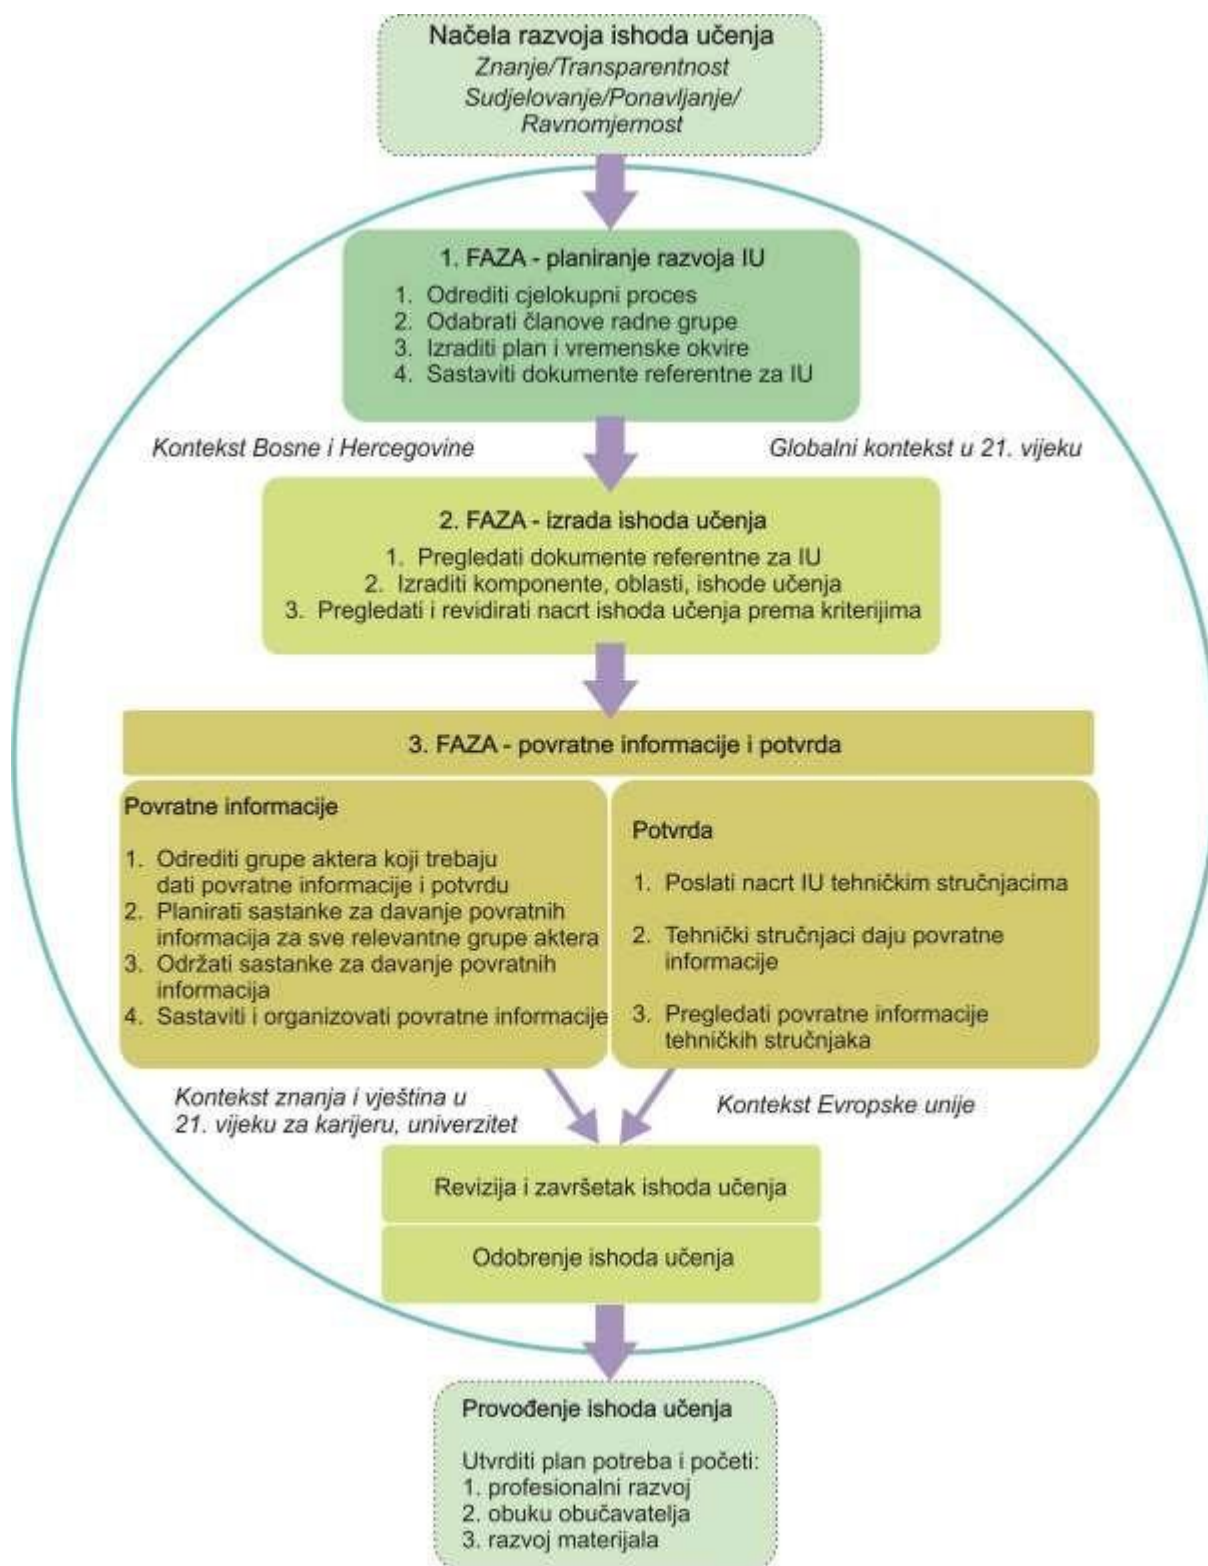 Načela razvoja ishoda učenja
Znanje/Transparentnost
Sudjelovanje/Ponavljanje/
Ravnomjernost
1. FAZA - planiranje razvoja IU
1. Odrediti cjelokupni proces
2. Odabrati članove radne grupe
3. Izraditi plan i vremenske okvire
4. Sastaviti dokumente referentne za IU
Kontekst Bosne i Hercegovine
Globalni kontekst u 21. vijeku
2. FAZA - izrada ishoda učenja
1. Pregledati dokumente referentne za IU
2. Izraditi komponente, oblasti, ishode učenja
3. Pregledati i revidirati nacrt ishoda učenja prema kriterijima
3. FAZA - povratne informacije i potvrda
Povratne informacije
1. Odrediti grupe aktera koji trebaju
dati povratne informacije i potvrdu
2. Planirati sastanke za davanje povratnih
informacija za sve relevantne grupe aktera
3. Održati sastanke za davanje povratnih
informacija
4. Sastaviti i organizovati povratne informacije
Potvrda
1. Poslati nacrt IU tehničkim stručnjacima
2. Tehnički stručnjaci daju povratne
informacije
3. Pregledati povratne informacije
tehničkih stručnjaka
Kontekst znanja i vještina u
21. vijeku za karijeru, univerzitet
Kontekst Evropske unije
Revizija i završetak ishoda učenja
Odobrenje ishoda učenja
Provođenje ishoda učenja
Utvrditi plan potreba i početi:
1. profesionalni razvoj
2. obuku obučavatelja
3. razvoj materijala